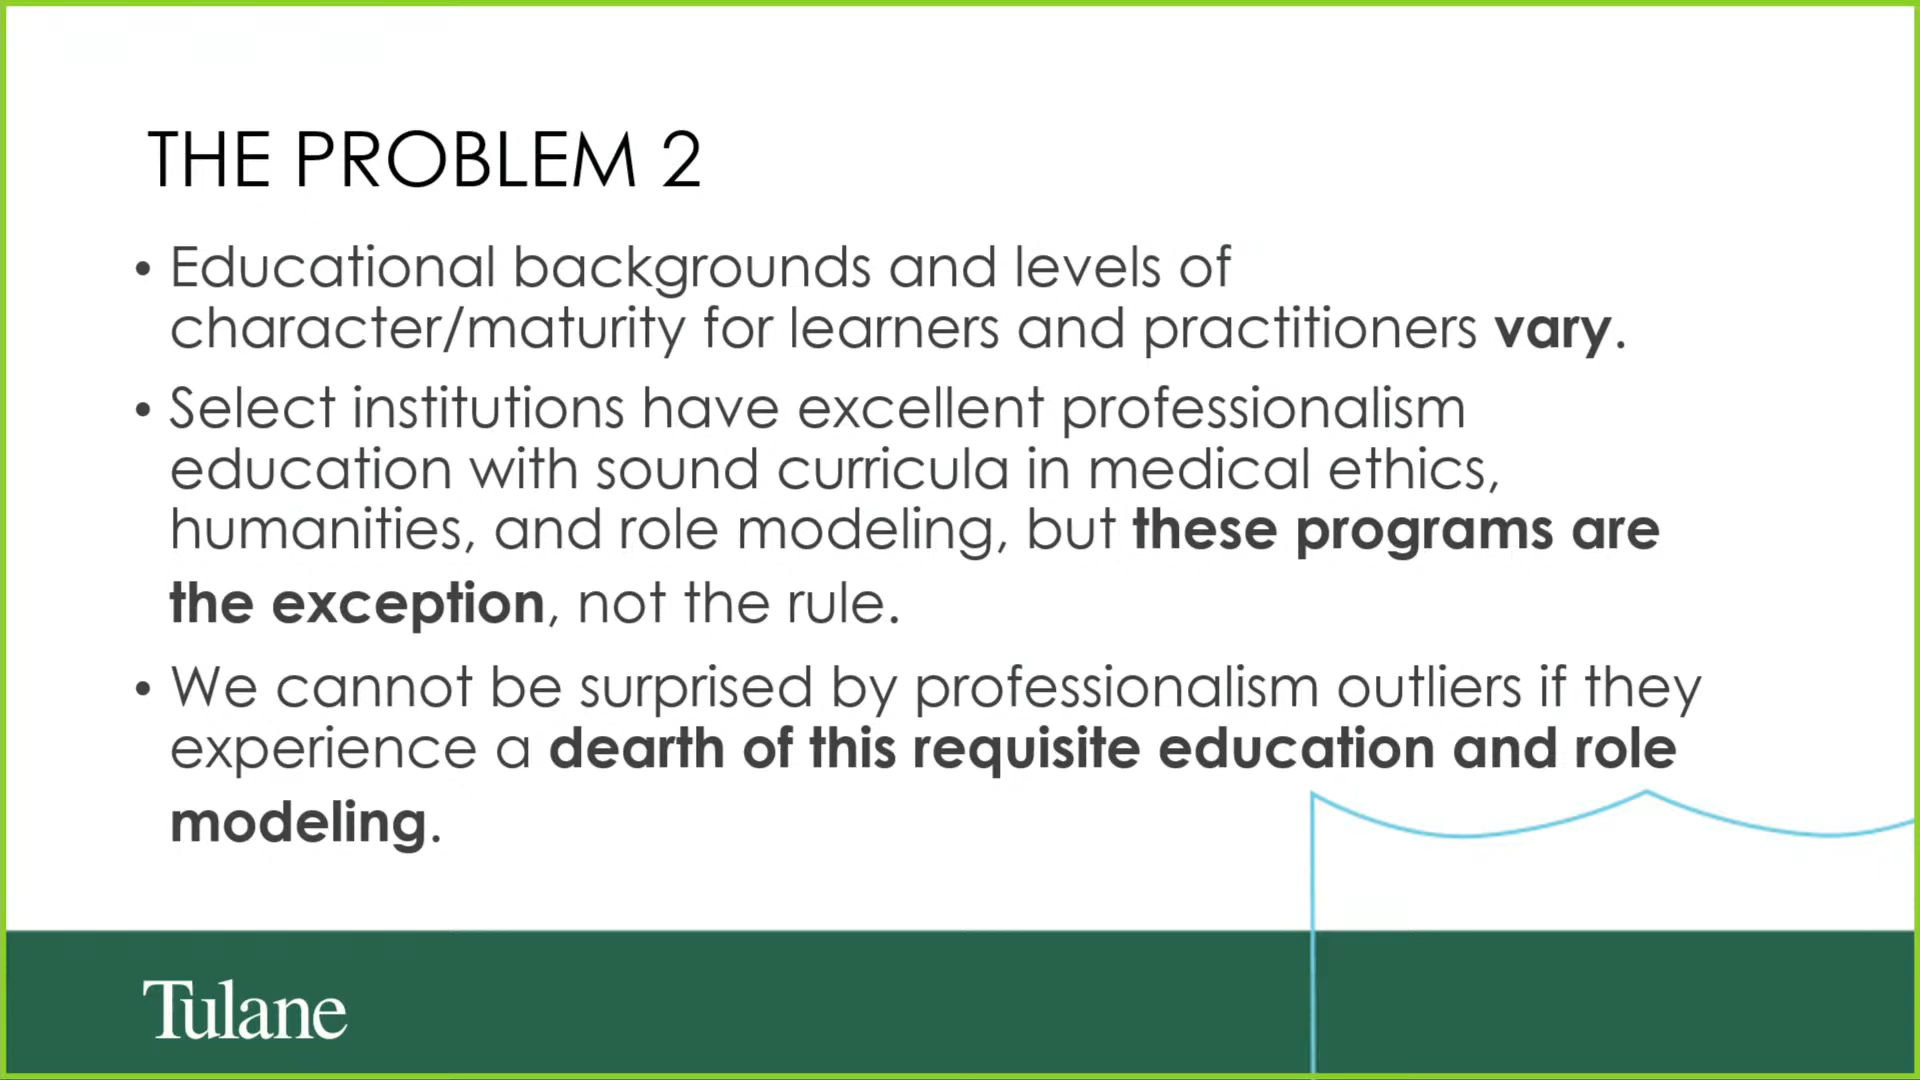 THE PROBLEM 2
• Educational backgrounds and levels of
character/maturity for learners and practitioners vary.
• Select institutions have excellent professionalism
education with sound curricula in medical ethics,
humanities, and role modeling, but these programs are
the exception, not the rule.
• We cannot be surprised by professionalism outliers if they
experience a dearth of this requisite education and role
modeling.
Tulane